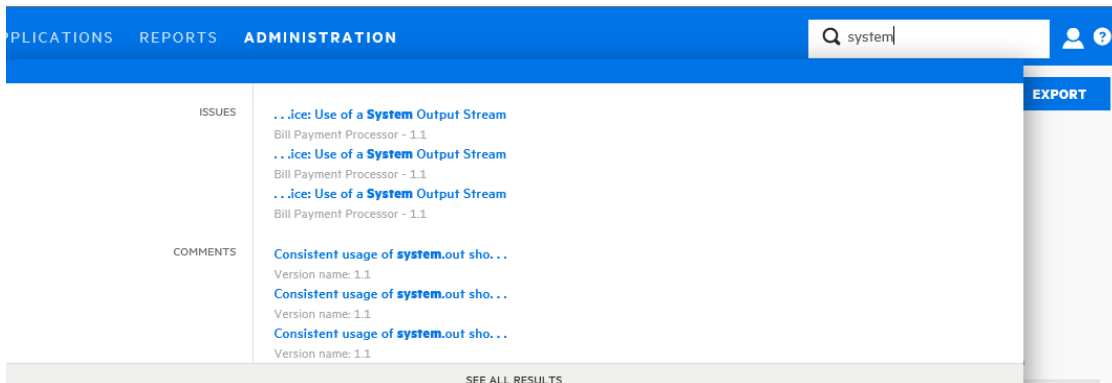 PPLICATIONS REPORTS ADMINISTRATION system ?
EXPORT
ISSUES
. . .ice: Use of a System Output Stream
Bill Payment Processor - 1.1
. . .ice: Use of a System Output Stream
Bill Payment Processor - 1.1
. . .ice: Use of a System Output Stream
Bill Payment Processor - 1.1
COMMENTS
Consistent usage of system.out sho. . .
Version name: 1.1
Consistent usage of system.out sho. . .
Version name: 1.1
Consistent usage of system.out sho. . .
Version name: 1.1
SEE ALL RESULTS